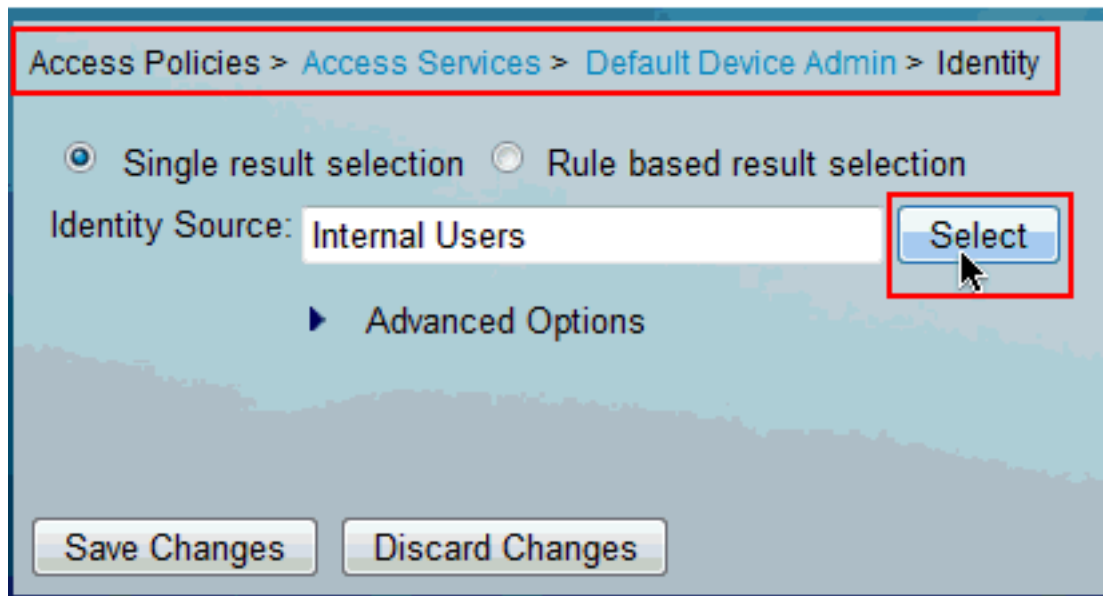 Access Policies > Access Services > Default Device Admin > Identity
Single result selection Rule based result selection
Identity Source: Internal Users Select
Advanced Options
Save Changes Discard Changes